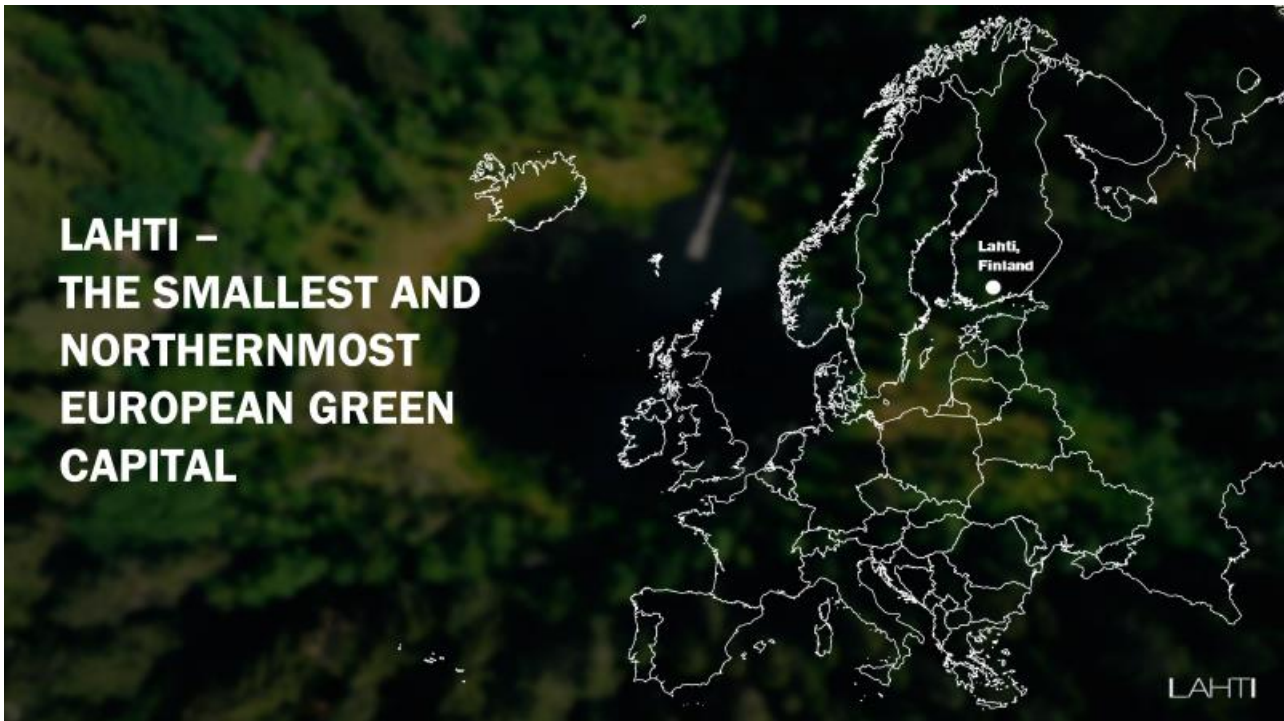 LAHTI –
THE SMALLEST AND
NORTHERNMOST
EUROPEAN GREEN
CAPITAL
Lahti,
Finland
LAHTI